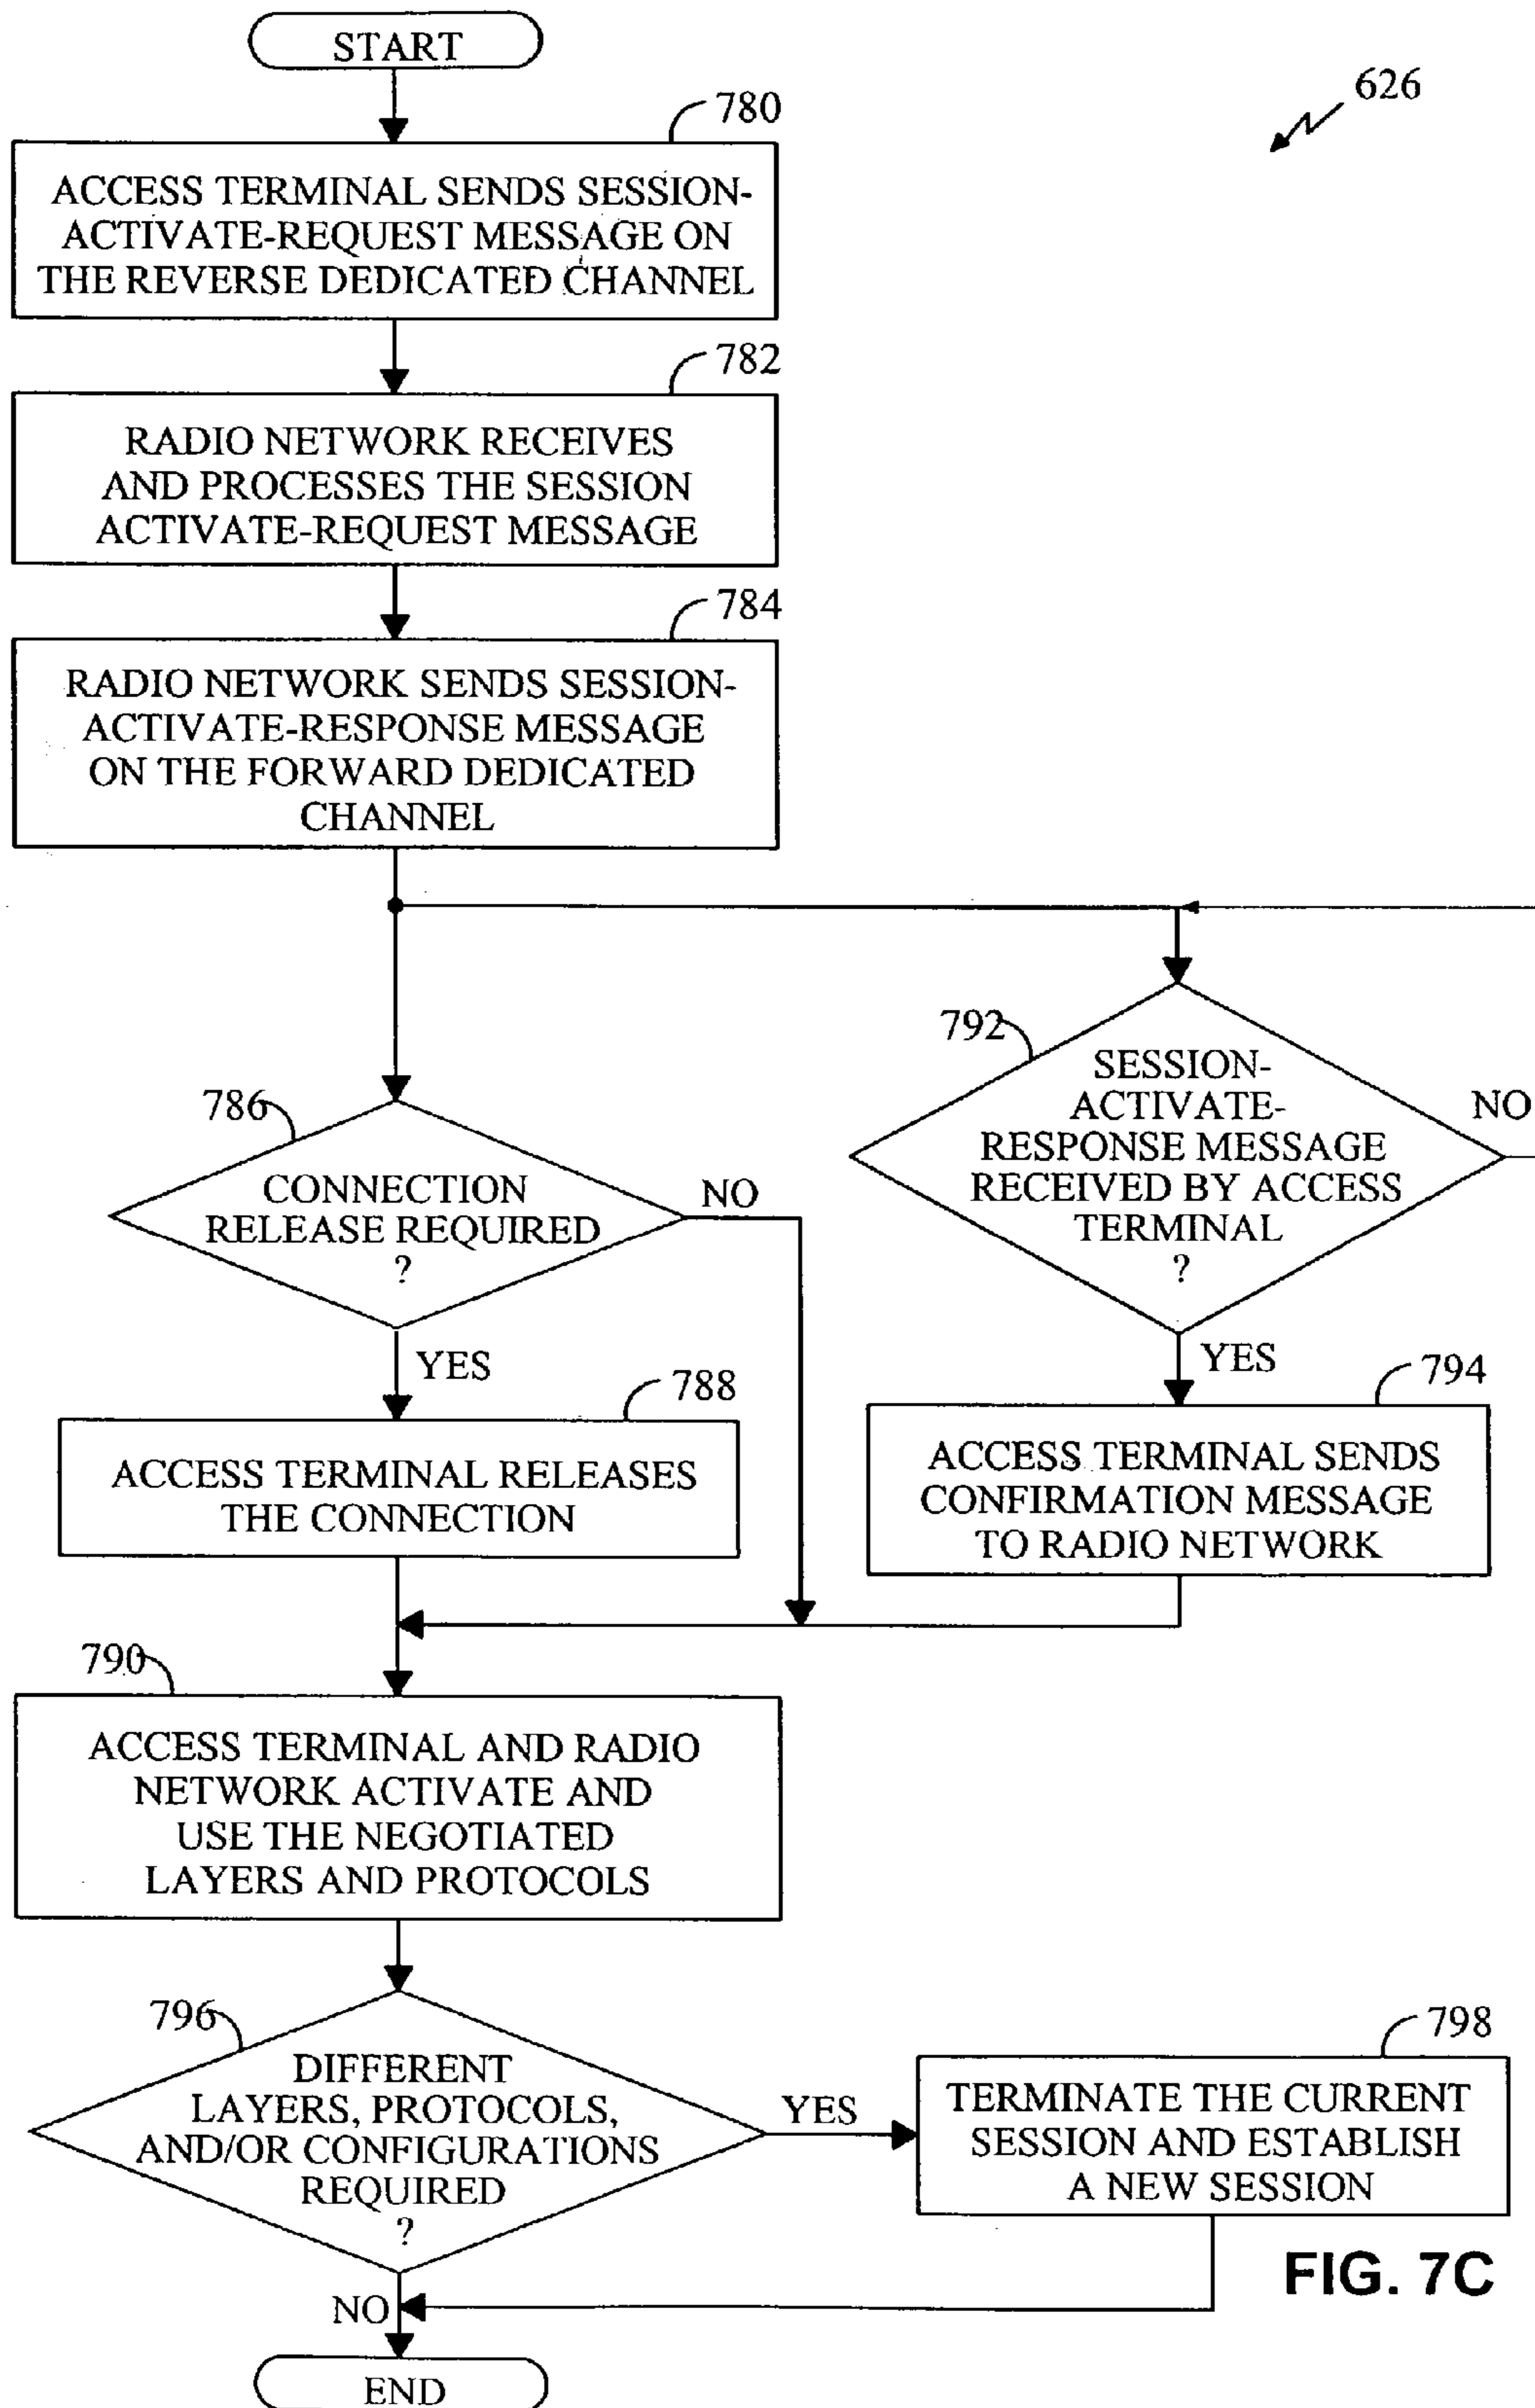 START
626
780
ACCESS TERMINAL SENDS SESSION-
ACTIVATE-REQUEST MESSAGE ON
THE REVERSE DEDICATED CHANNEL
782
RADIO NETWORK RECEIVES
AND PROCESSES THE SESSION
ACTIVATE-REQUEST MESSAGE
784
RADIO NETWORK SENDS SESSION-
ACTIVATE-RESPONSE MESSAGE
ON THE FORWARD DEDICATED
CHANNEL
786
CONNECTION
RELEASE REQUIRED
?
NO
YES
792
SESSION-
ACTIVATE-
RESPONSE MESSAGE
RECEIVED BY ACCESS
TERMINAL
?
NO
YES
788
ACCESS TERMINAL RELEASES
THE CONNECTION
794
ACCESS TERMINAL SENDS
CONFIRMATION MESSAGE
TO RADIO NETWORK
790
ACCESS TERMINAL AND RADIO
NETWORK ACTIVATE AND
USE THE NEGOTIATED
LAYERS AND PROTOCOLS
796
DIFFERENT
LAYERS, PROTOCOLS,
AND/OR CONFIGURATIONS
REQUIRED
?
YES
798
TERMINATE THE CURRENT
SESSION AND ESTABLISH
A NEW SESSION
NO
END
FIG. 7C